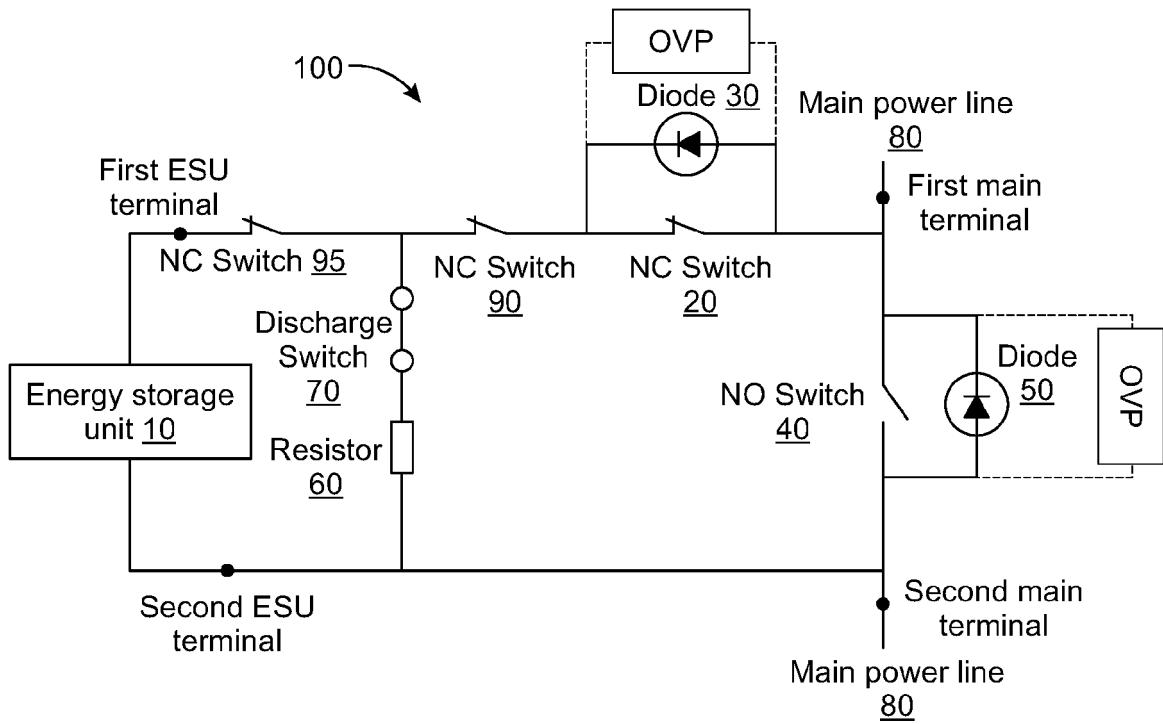 OVP
100
Diode 30
Main power line
80
First ESU
terminal
First main
terminal
NC Switch 95
NC Switch
90
NC Switch
20
Discharge
Switch
70
Diode
50
OVP
NO Switch
40
Energy storage
unit 10
Resistor
60
Second ESU
terminal
Second main
terminal
Main power line
80